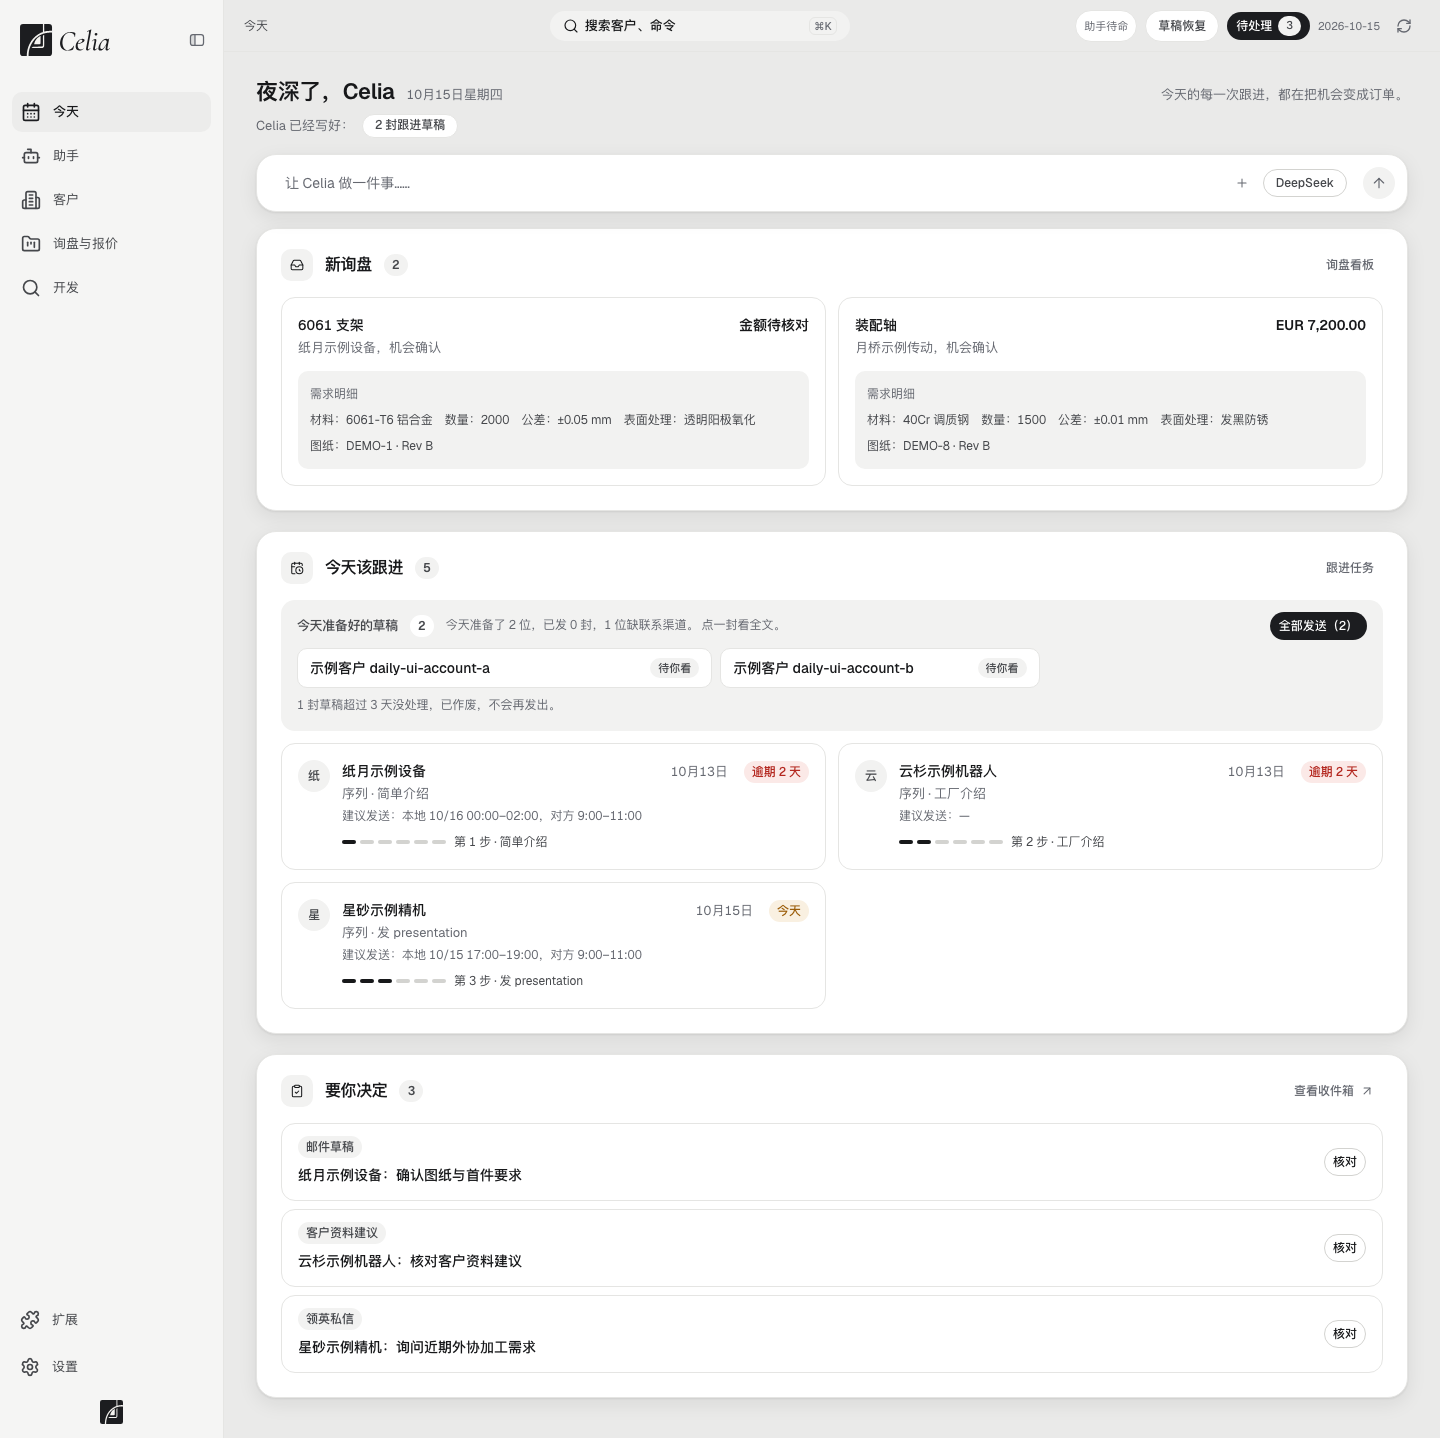 Celia
今天
搜索客户、命令
⌘K
助手待命
草稿恢复
待处理 3
2026-10-15
今天
助手
客户
询盘与报价
开发
扩展
设置
夜深了，Celia 10月15日星期四
今天的每一次跟进，都在把机会变成订单。
Celia 已经写好： 2 封跟进草稿
让 Celia 做一件事……
DeepSeek
新询盘 2
询盘看板
6061 支架 金额待核对
纸月示例设备，机会确认
需求明细
材料：6061-T6 铝合金 数量：2000 公差：±0.05 mm 表面处理：透明阳极氧化
图纸：DEMO-1 · Rev B
装配轴 EUR 7,200.00
月桥示例传动，机会确认
需求明细
材料：40Cr 调质钢 数量：1500 公差：±0.01 mm 表面处理：发黑防锈
图纸：DEMO-8 · Rev B
今天该跟进 5
跟进任务
今天准备好的草稿 2 今天准备了 2 位，已发 0 封，1 位缺联系渠道。 点一封看全文。
全部发送（2）
示例客户 daily-ui-account-a 待你看
示例客户 daily-ui-account-b 待你看
1 封草稿超过 3 天没处理，已作废，不会再发出。
纸
纸月示例设备 10月13日 逾期 2 天
序列 · 简单介绍
建议发送：本地 10/16 00:00–02:00，对方 9:00–11:00
第 1 步 · 简单介绍
云
云杉示例机器人 10月13日 逾期 2 天
序列 · 工厂介绍
建议发送：—
第 2 步 · 工厂介绍
星
星砂示例精机 10月15日 今天
序列 · 发 presentation
建议发送：本地 10/15 17:00–19:00，对方 9:00–11:00
第 3 步 · 发 presentation
要你决定 3
查看收件箱
邮件草稿
纸月示例设备：确认图纸与首件要求
核对
客户资料建议
云杉示例机器人：核对客户资料建议
核对
领英私信
星砂示例精机：询问近期外协加工需求
核对